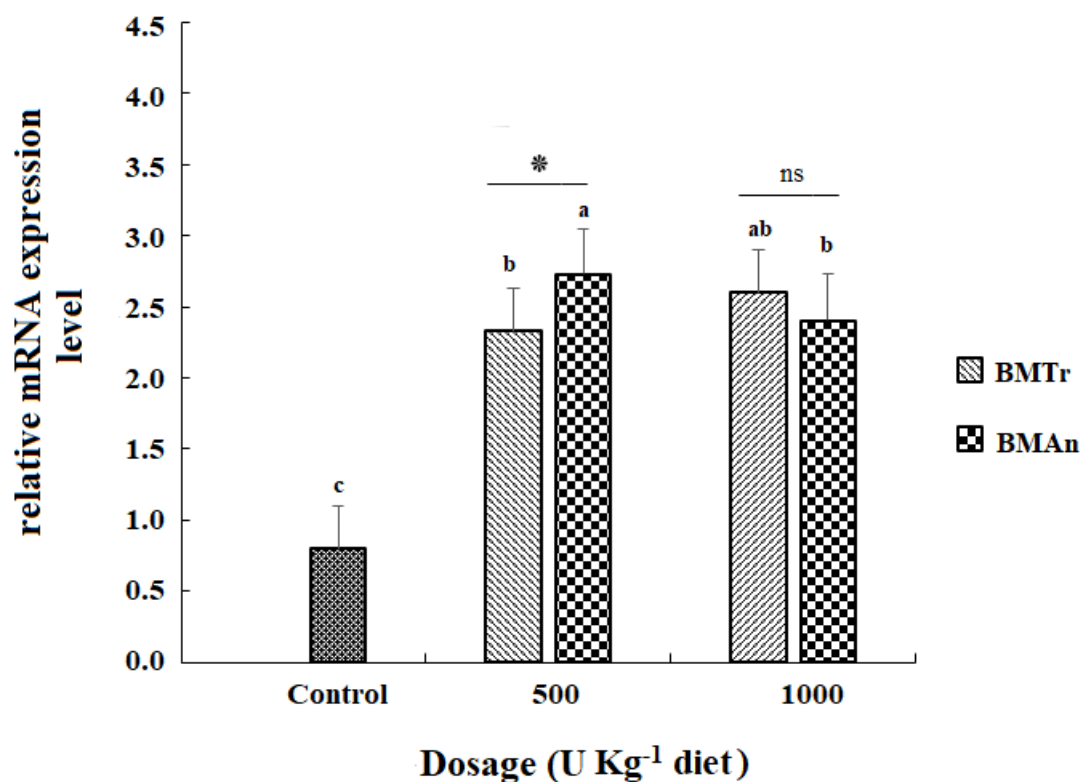 relative mRNA expression
level
4.5
4.0
3.5
3.0
2.5
2.0
1.5
1.0
0.5
0.0
c
b
*
a
ab
ns
b
Control 500 1000
Dosage (U Kg⁻¹ diet)
BMTr
BMAn